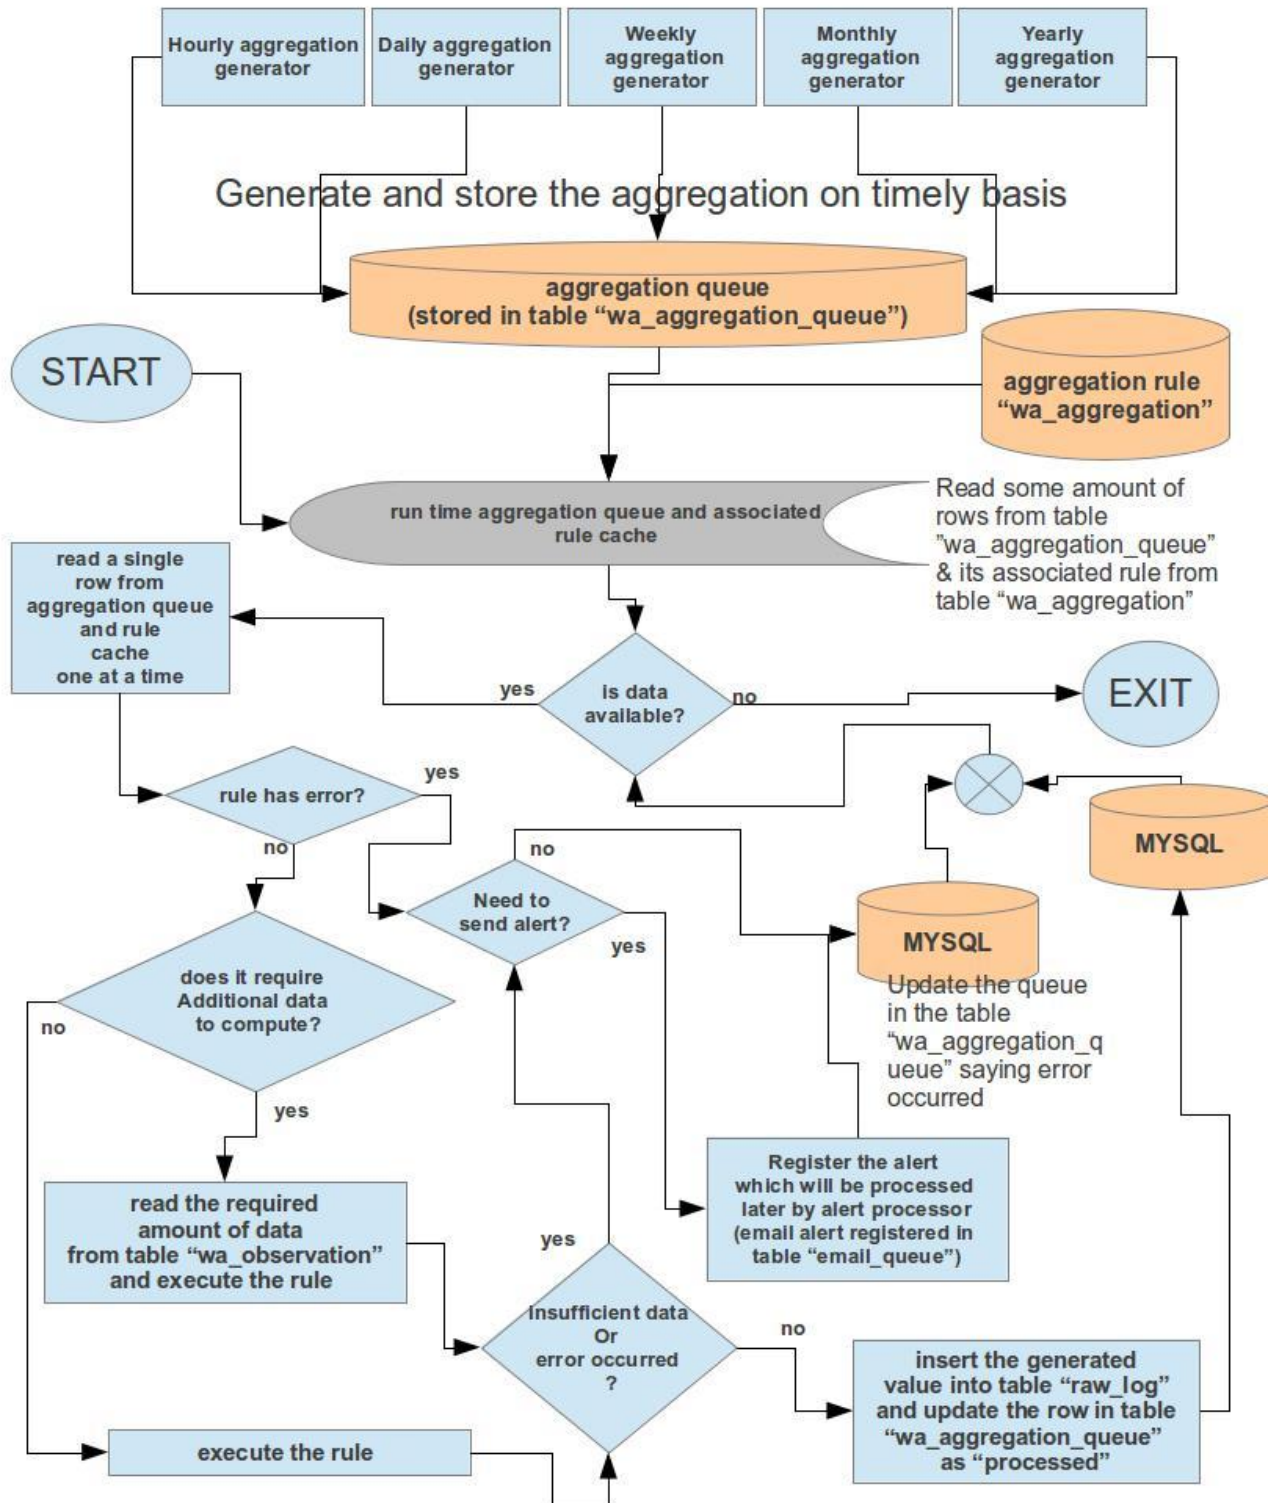 Hourly aggregation
generator
Daily aggregation
generator
Weekly
aggregation
generator
Monthly
aggregation
generator
Yearly
aggregation
generator
Generate and store the aggregation on timely basis
aggregation queue
(stored in table “wa_aggregation_queue”)
START
aggregation rule
“wa_aggregation”
run time aggregation queue and associated
rule cache
Read some amount of
rows from table
”wa_aggregation_queue”
& its associated rule from
table “wa_aggregation”
read a single
row from
aggregation queue
and rule
cache
one at a time
yes
is data
available?
no
EXIT
rule has error?
yes
no
no
MYSQL
Need to
send alert?
yes
MYSQL
Update the queue
in the table
“wa_aggregation_q
ueue” saying error
occurred
does it require
Additional data
to compute?
no
yes
Register the alert
which will be processed
later by alert processor
(email alert registered in
table “email_queue”)
read the required
amount of data
from table “wa_observation”
and execute the rule
yes
Insufficient data
Or
error occurred
?
no
insert the generated
value into table “raw_log”
and update the row in table
“wa_aggregation_queue”
as “processed”
execute the rule